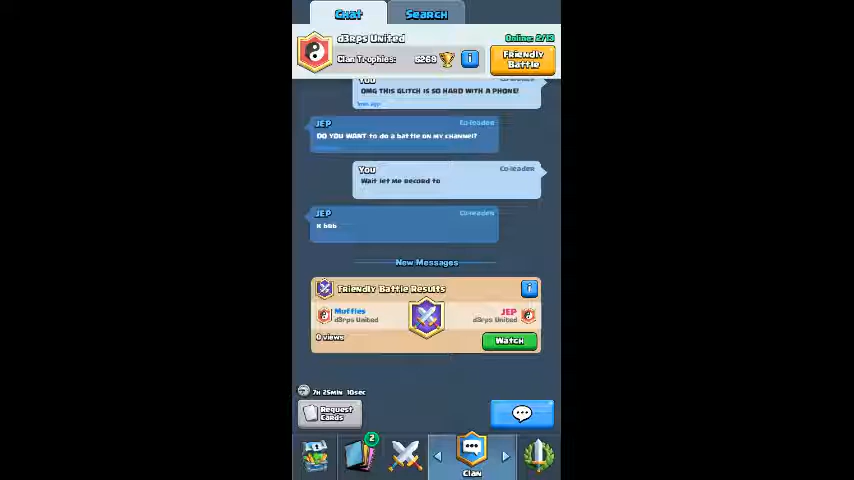 Chat
Search
d3rps United
Online: 2/13
Clan Trophies:
5269
Friendly
Battle
You
Co-leader
OMG THIS GLITCH IS SO HARD WITH A PHONE!
JEP
Co-leader
DO YOU WANT to do a battle on my channel?
You
Co-leader
Wait let me record to
JEP
Co-leader
New Messages
Friendly Battle Results
Muffles
d3rps United
JEP
d3rps United
0 views
Watch
7h 25min 10sec
Request
Cards
2
Clan